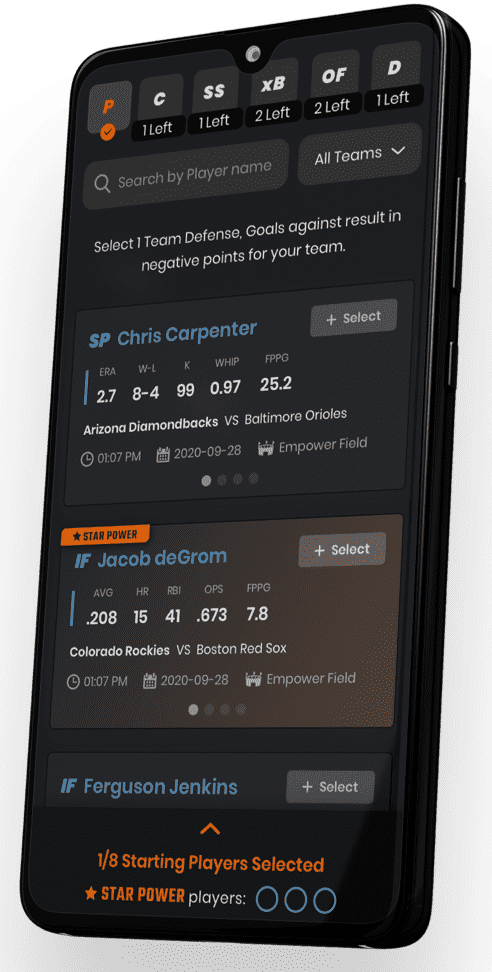 P C SS xB OF D
1 Left 1 Left 2 Left 2 Left 1 Left
Search by Player name All Teams
Select 1 Team Defense, Goals against result in
negative points for your team.
SP Chris Carpenter + Select
ERA W-L K WHIP FPPG
2.7 8-4 99 0.97 25.2
Arizona Diamondbacks VS Baltimore Orioles
01:07 PM 2020-09-28 Empower Field
STAR POWER
IF Jacob deGrom + Select
AVG HR RBI OPS FPPG
.208 15 41 .673 7.8
Colorado Rockies VS Boston Red Sox
01:07 PM 2020-09-28 Empower Field
IF Ferguson Jenkins + Select
1/8 Starting Players Selected
STAR POWER players: